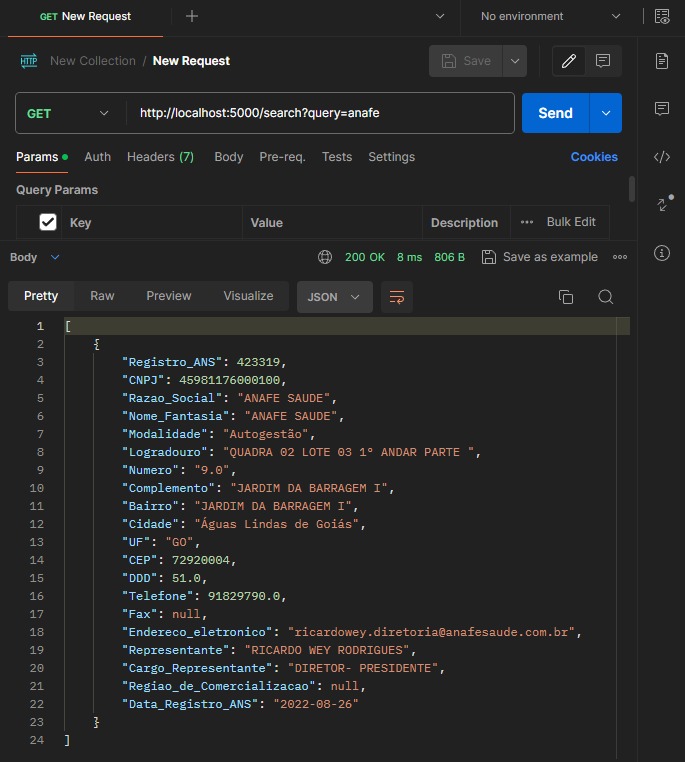 GET New Request
No environment
HTTP New Collection / New Request
Save
GET http://localhost:5000/search?query=anafe Send
Params Auth Headers (7) Body Pre-req. Tests Settings Cookies
Query Params
Key Value Description Bulk Edit
Body 200 OK 8 ms 806 B Save as example
Pretty Raw Preview Visualize JSON
1 [
2 {
3 "Registro_ANS": 423319,
4 "CNPJ": 45981176000100,
5 "Razao_Social": "ANAFE SAUDE",
6 "Nome_Fantasia": "ANAFE SAUDE",
7 "Modalidade": "Autogestão",
8 "Logradouro": "QUADRA 02 LOTE 03 1º ANDAR PARTE ",
9 "Numero": "9.0",
10 "Complemento": "JARDIM DA BARRAGEM I",
11 "Bairro": "JARDIM DA BARRAGEM I",
12 "Cidade": "Águas Lindas de Goiás",
13 "UF": "GO",
14 "CEP": 72920004,
15 "DDD": 51.0,
16 "Telefone": 91829790.0,
17 "Fax": null,
18 "Endereco_eletronico": "ricardowey.diretoria@anafesaude.com.br",
19 "Representante": "RICARDO WEY RODRIGUES",
20 "Cargo_Representante": "DIRETOR- PRESIDENTE",
21 "Regiao_de_Comercializacao": null,
22 "Data_Registro_ANS": "2022-08-26"
23 }
24 ]